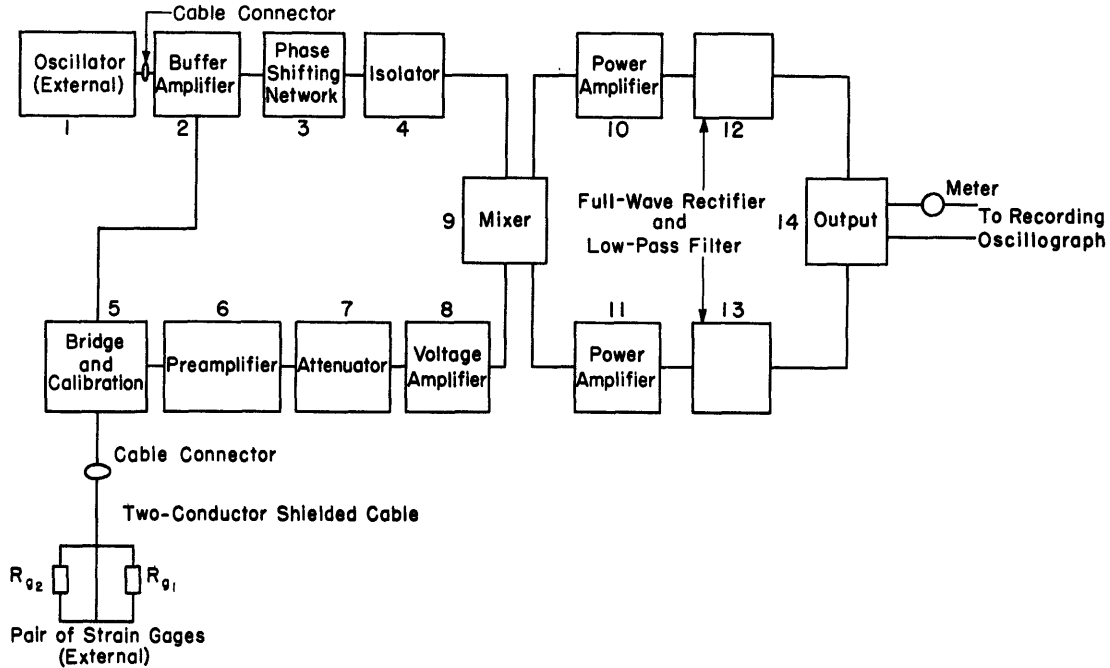 Cable Connector
Oscillator
(External)
1
Buffer
Amplifier
2
Phase
Shifting
Network
3
Isolator
4
Power
Amplifier
10
12
9
Mixer
Full-Wave Rectifier
and
Low-Pass Filter
14
Output
Meter
To Recording
Oscillograph
5
Bridge
and
Calibration
6
Preamplifier
7
Attenuator
8
Voltage
Amplifier
11
Power
Amplifier
13
Cable Connector
Two-Conductor Shielded Cable
Rg2
Rg1
Pair of Strain Gages
(External)